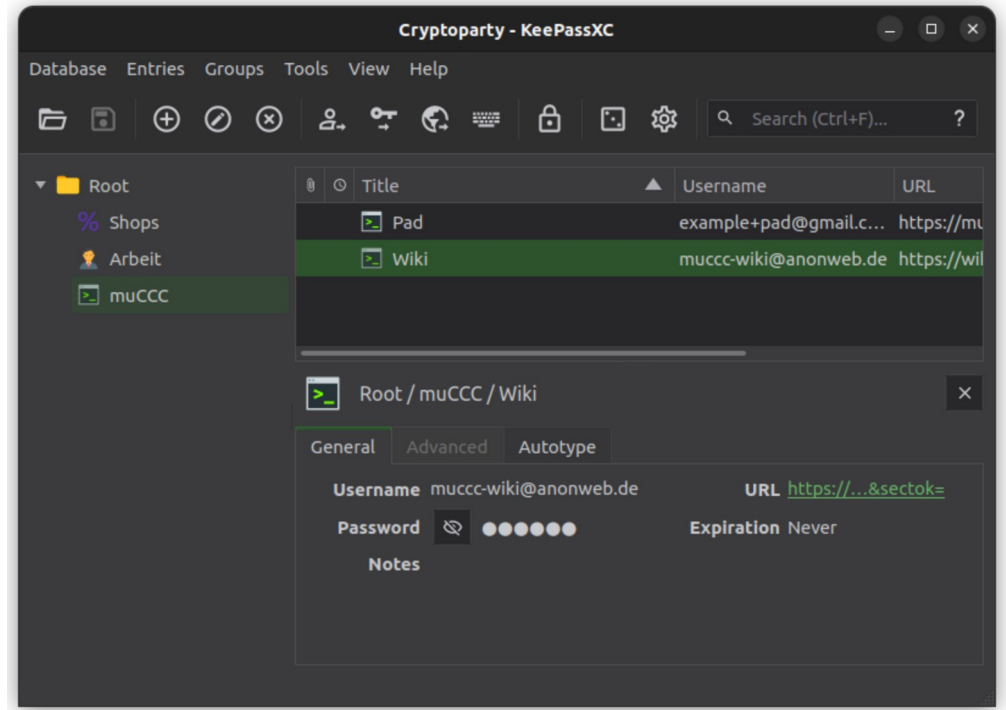 Cryptoparty - KeePassXC
Database Entries Groups Tools View Help
Search (Ctrl+F)... ?
Root
Shops
Arbeit
muCCC
Title Username URL
Pad example+pad@gmail.c... https://mu
Wiki muccc-wiki@anonweb.de https://wil
Root / muCCC / Wiki
General Advanced Autotype
Username muccc-wiki@anonweb.de URL https://...&sectok=
Password ●●●●●● Expiration Never
Notes